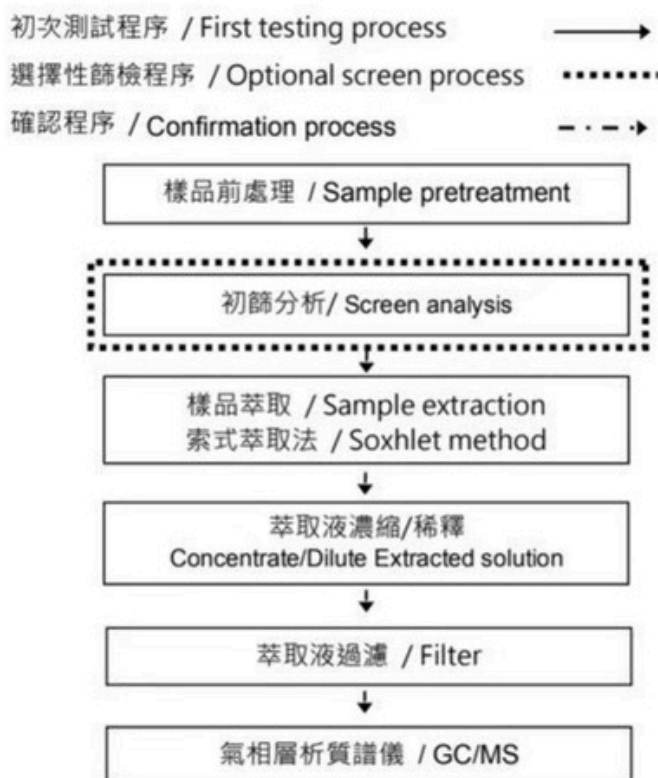 初次測試程序 / First testing process
選擇性篩檢程序 / Optional screen process
確認程序 / Confirmation process
樣品前處理 / Sample pretreatment
初篩分析/ Screen analysis
樣品萃取 / Sample extraction
索式萃取法 / Soxhlet method
萃取液濃縮/稀釋
Concentrate/Dilute Extracted solution
萃取液過濾 / Filter
氣相層析質譜儀 / GC/MS